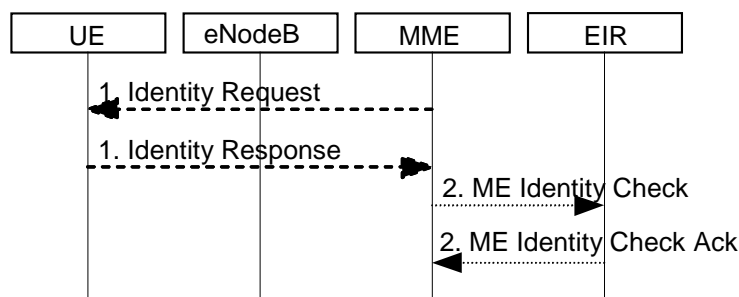 UE eNodeB MME EIR
1. Identity Request
1. Identity Response
2. ME Identity Check
2. ME Identity Check Ack